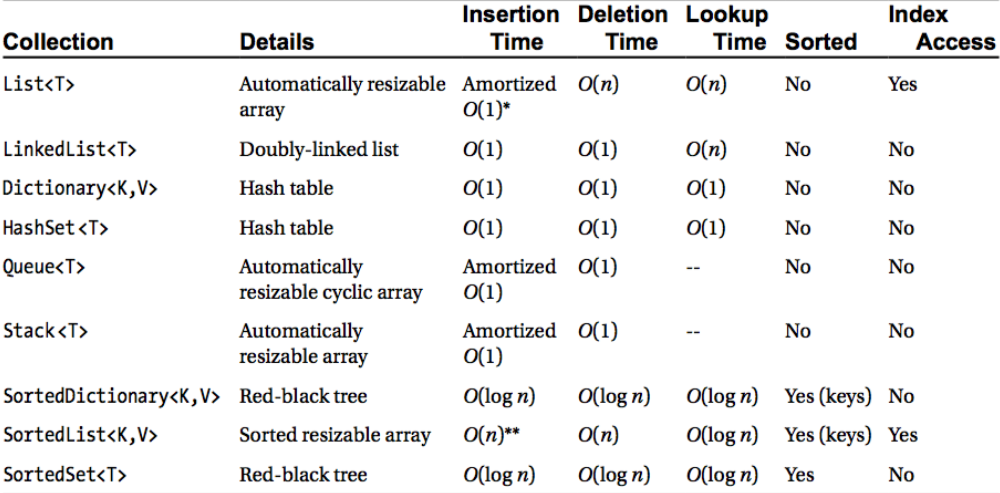 Insertion Deletion Lookup Index
Collection Details Time Time Time Sorted Access
List<T> Automatically resizable Amortized O(n) O(n) No Yes
array O(1)*
LinkedList<T> Doubly-linked list O(1) O(1) O(n) No No
Dictionary<K,V> Hash table O(1) O(1) O(1) No No
HashSet<T> Hash table O(1) O(1) O(1) No No
Queue<T> Automatically Amortized O(1) -- No No
resizable cyclic array O(1)
Stack<T> Automatically Amortized O(1) -- No No
resizable array O(1)
SortedDictionary<K,V> Red-black tree O(log n) O(log n) O(log n) Yes (keys) No
SortedList<K,V> Sorted resizable array O(n)** O(n) O(log n) Yes (keys) Yes
SortedSet<T> Red-black tree O(log n) O(log n) O(log n) Yes No